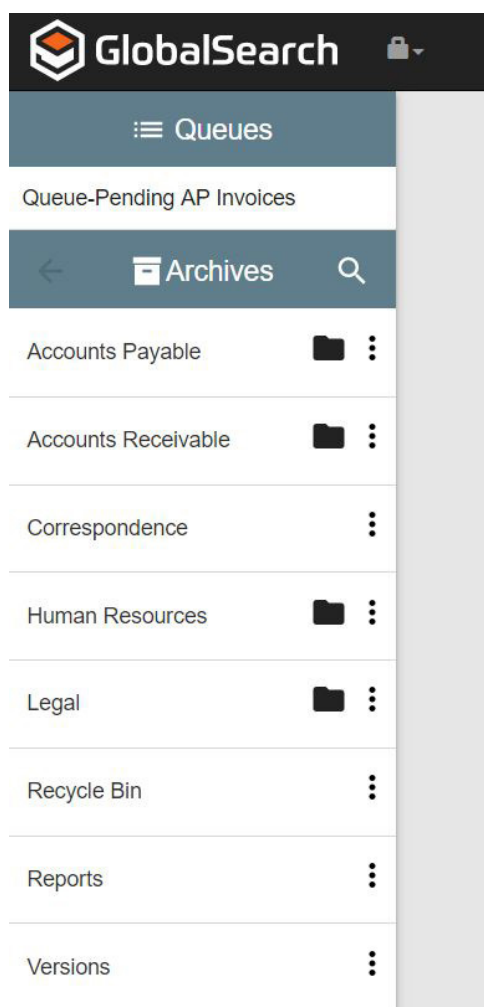 GlobalSearch
Queues
Queue-Pending AP Invoices
Archives
Accounts Payable
Accounts Receivable
Correspondence
Human Resources
Legal
Recycle Bin
Reports
Versions